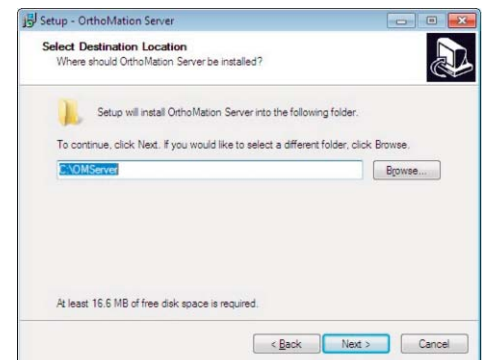 Setup - OrthoMation Server
Select Destination Location
Where should OrthoMation Server be installed?
Setup will install OrthoMation Server into the following folder.
To continue, click Next. If you would like to select a different folder, click Browse.
C:\OMServer
Browse...
At least 16.6 MB of free disk space is required.
< Back
Next >
Cancel